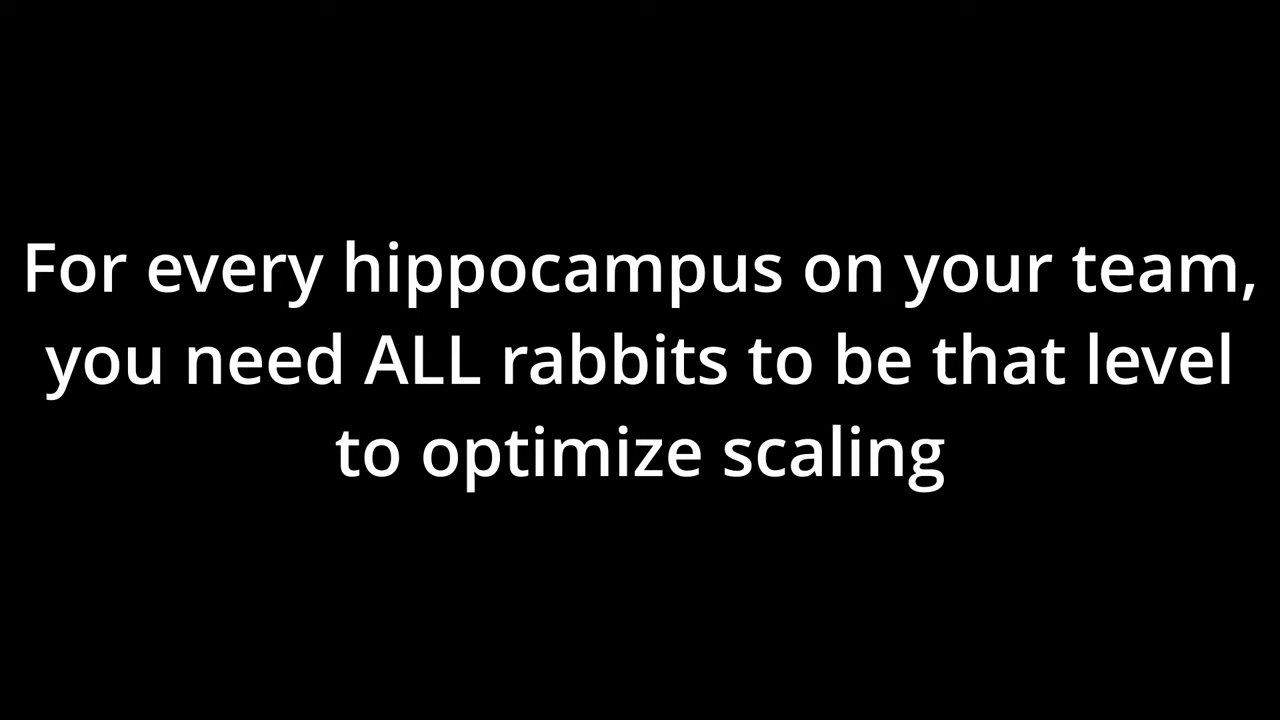 For every hippocampus on your team,
you need ALL rabbits to be that level
to optimize scaling